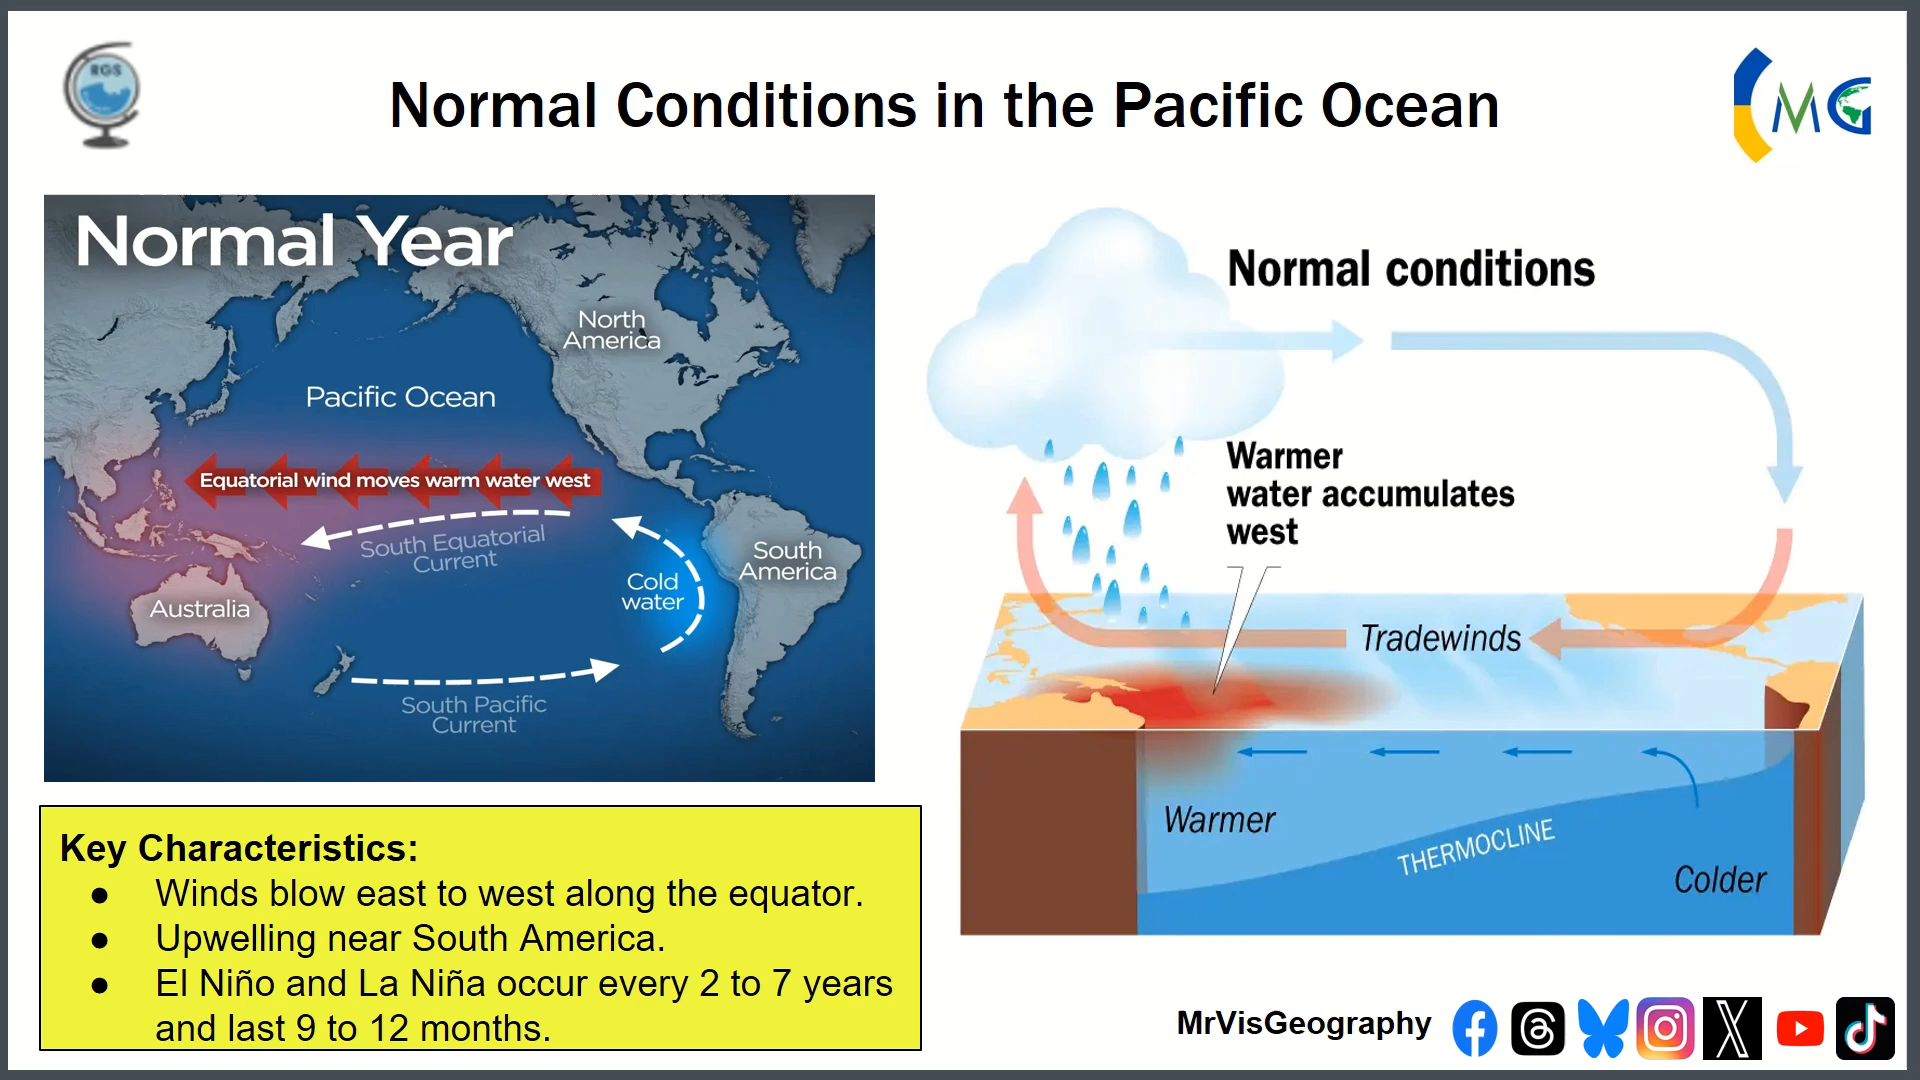 RGS
Normal Conditions in the Pacific Ocean
MG
Normal Year
North
America
Pacific Ocean
Equatorial wind moves warm water west
South Equatorial
Current
South
America
Cold
water
Australia
South Pacific
Current
Normal conditions
Warmer
water accumulates
west
Tradewinds
Warmer
THERMOCLINE
Colder
Key Characteristics:
● Winds blow east to west along the equator.
● Upwelling near South America.
● El Niño and La Niña occur every 2 to 7 years
and last 9 to 12 months.
MrVisGeography